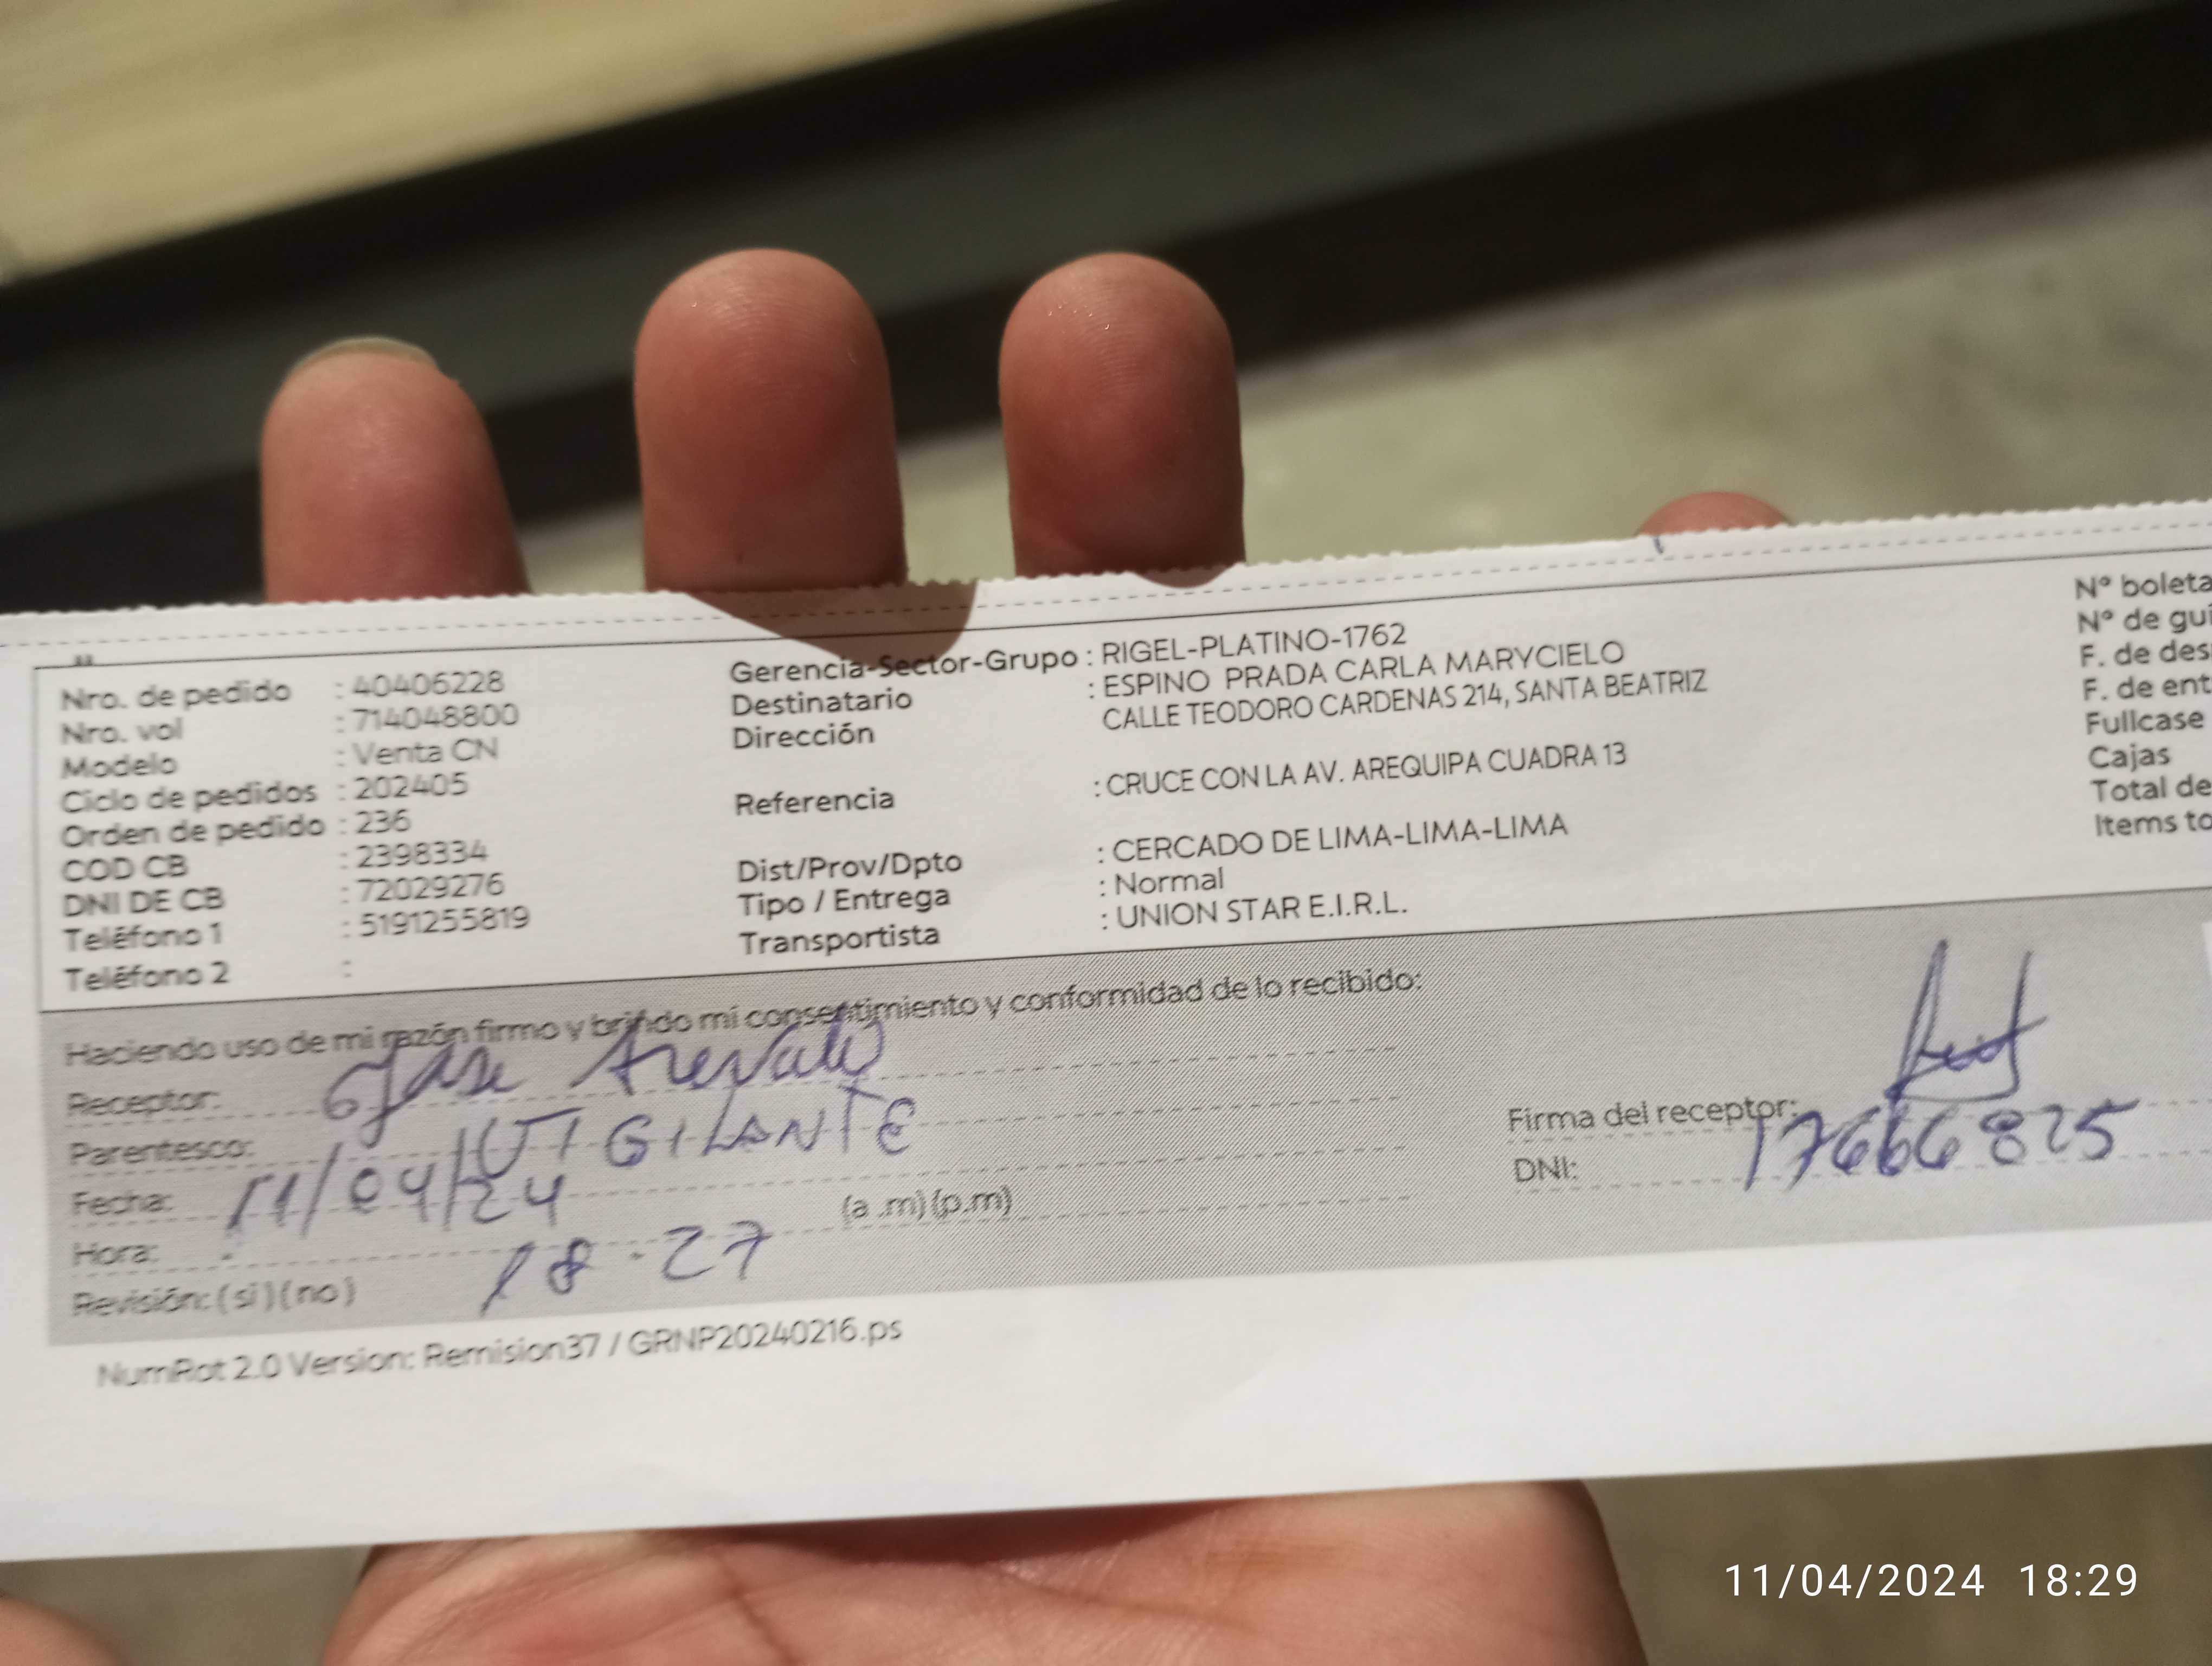 Nro. de pedido : 40406228
Nro. vol : 714048800
Modelo : Venta CN
Ciclo de pedidos : 202405
Orden de pedido : 236
COD CB : 2398334
DNI DE CB : 72029276
Teléfono 1 : 5191255819
Teléfono 2 :
Gerencia-Sector-Grupo : RIGEL-PLATINO-1762
Destinatario : ESPINO PRADA CARLA MARYCIELO
Dirección CALLE TEODORO CARDENAS 214, SANTA BEATRIZ
Referencia : CRUCE CON LA AV. AREQUIPA CUADRA 13
Dist/Prov/Dpto : CERCADO DE LIMA-LIMA-LIMA
Tipo / Entrega : Normal
Transportista : UNION STAR E.I.R.L.
N° boleta
N° de gui
F. de des
F. de ent
Fullcase
Cajas
Total de
Items to
Haciendo uso de mi razón firmo y brindo mi consentimiento y conformidad de lo recibido:
Receptor: Jose Arevalo
Parentesco: VIGILANTE
Fecha: 11/04/24
Hora: 18-27 (a .m) (p.m)
Revisión: (si) (no)
Firma del receptor:
DNI: 17666825
NumRot 2.0 Version: Remision37 / GRNP20240216.ps
11/04/2024 18:29